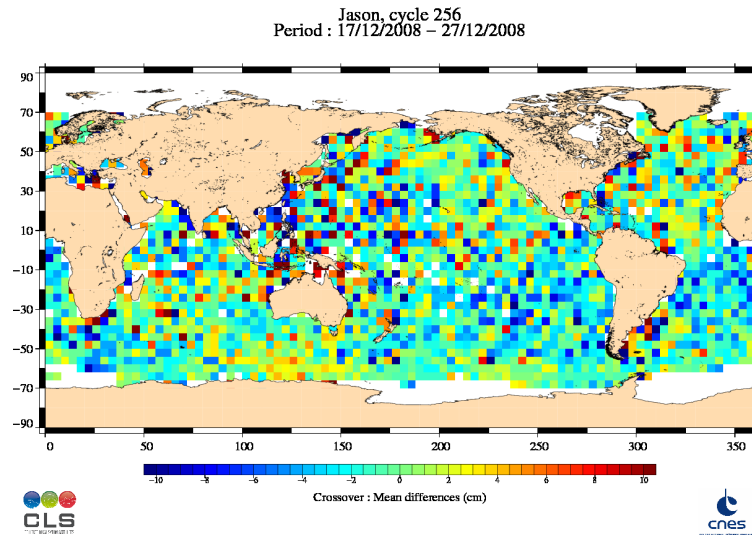 Jason, cycle 256
Period : 17/12/2008 − 27/12/2008
90
70
50
30
10
−10
−30
−50
−70
−90
0 50 100 150 200 250 300 350
−10 −8 −6 −4 −2 0 2 4 6 8 10
Crossover : Mean differences (cm)
CLS
cnes